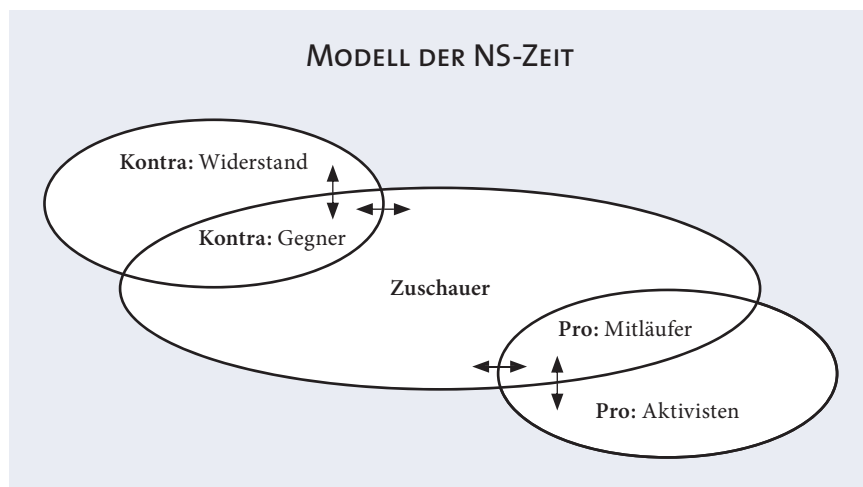 MODELL DER NS-ZEIT
Kontra: Widerstand
Kontra: Gegner
Zuschauer
Pro: Mitläufer
Pro: Aktivisten